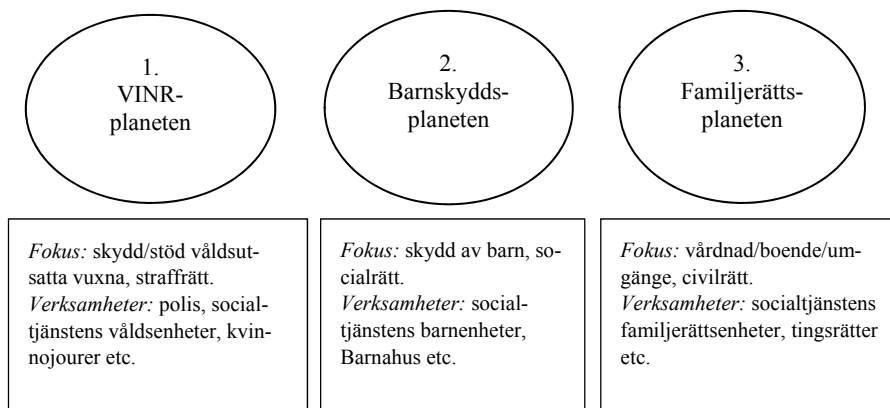 1.
VINR-
planeten
2.
Barnskydds-
planeten
3.
Familjerätts-
planeten
Fokus: skydd/stöd våldsut-
satta vuxna, straffrätt.
Verksamheter: polis, social-
tjänstens våldsenheter, kvin-
nojourer etc.
Fokus: skydd av barn, so-
cialrätt.
Verksamheter: social-
tjänstens barnenheter,
Barnahus etc.
Fokus: vårdnad/boende/um-
gänge, civilrätt.
Verksamheter: socialtjänstens
familjerättsenheter, tingsrätter
etc.